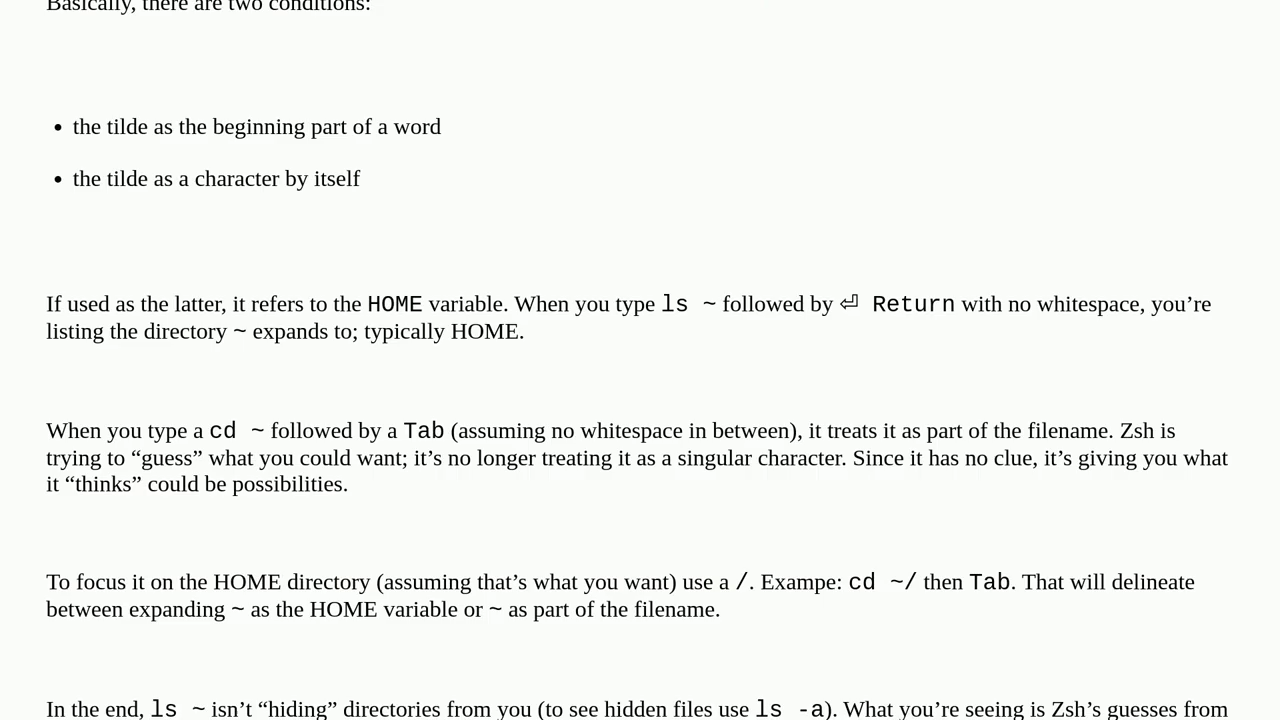 Basically, there are two conditions:
• the tilde as the beginning part of a word
• the tilde as a character by itself
If used as the latter, it refers to the HOME variable. When you type ls ~ followed by ⏎ Return with no whitespace, you’re
listing the directory ~ expands to; typically HOME.
When you type a cd ~ followed by a Tab (assuming no whitespace in between), it treats it as part of the filename. Zsh is
trying to “guess” what you could want; it’s no longer treating it as a singular character. Since it has no clue, it’s giving you what
it “thinks” could be possibilities.
To focus it on the HOME directory (assuming that’s what you want) use a /. Exampe: cd ~/ then Tab. That will delineate
between expanding ~ as the HOME variable or ~ as part of the filename.
In the end, ls ~ isn’t “hiding” directories from you (to see hidden files use ls -a). What you’re seeing is Zsh’s guesses from